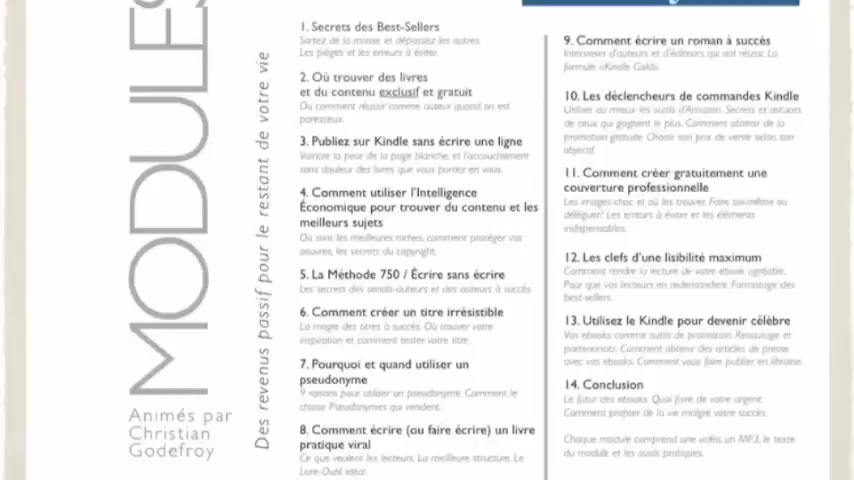 MODULES
Animés par
Christian
Godefroy
Des revenus passif pour le restant de votre vie
1. Secrets des Best-Sellers
Sortez de la masse et dépassez les autres.
Les pièges et les erreurs à éviter.
2. Où trouver des livres
et du contenu exclusif et gratuit
Ou comment réussir comme auteur quand on est
paresseux.
3. Publiez sur Kindle sans écrire une ligne
Vaincre la peur de la page blanche, et l'accouchement
sans douleur des livres que vous portez en vous.
4. Comment utiliser l'Intelligence
Économique pour trouver du contenu et les
meilleurs sujets
Où sont les meilleures niches, comment protéger vos
oeuvres, les secrets du copyright.
5. La Méthode 750 / Écrire sans écrire
Les secrets des serials-auteurs et des auteurs à succès
6. Comment créer un titre irrésistible
La magie des titres à succès. Où trouver votre
inspiration et comment tester votre titre.
7. Pourquoi et quand utiliser un
pseudonyme
9 raisons pour utiliser un pseudonyme. Comment le
choisir. Pseudonymes qui vendent.
8. Comment écrire (ou faire écrire) un livre
pratique viral
Ce que veulent les lecteurs. La meilleure structure. Le
Livre-Outil idéal.
9. Comment écrire un roman à succès
Interviews d'auteurs et d'éditeurs qui ont réussi. La
formule «Kindle Gold».
10. Les déclencheurs de commandes Kindle
Utiliser au mieux les outils d'Amazon. Secrets et astuces
de ceux qui gagnent le plus. Comment obtenir de la
promotion gratuite. Choisir son prix de vente selon son
objectif.
11. Comment créer gratuitement une
couverture professionnelle
Les images-choc et où les trouver. Faire soi-même ou
déléguer? Les erreurs à éviter et les éléments
indispensables.
12. Les clefs d'une lisibilité maximum
Comment rendre la lecture de votre ebook agréable.
Pour que vos lecteurs en redemandent. Formatage des
best-sellers.
13. Utilisez le Kindle pour devenir célèbre
Vos ebooks comme outils de promotion. Réseautage et
partenariats. Comment obtenir des articles de presse
avec vos ebooks. Comment vous faire publier en librairie.
14. Conclusion
Le futur des ebooks. Quoi faire de votre argent.
Comment profiter de la vie malgré votre succès.
Chaque module comprend une vidéo, un MP3, le texte
du module et les outils pratiques.